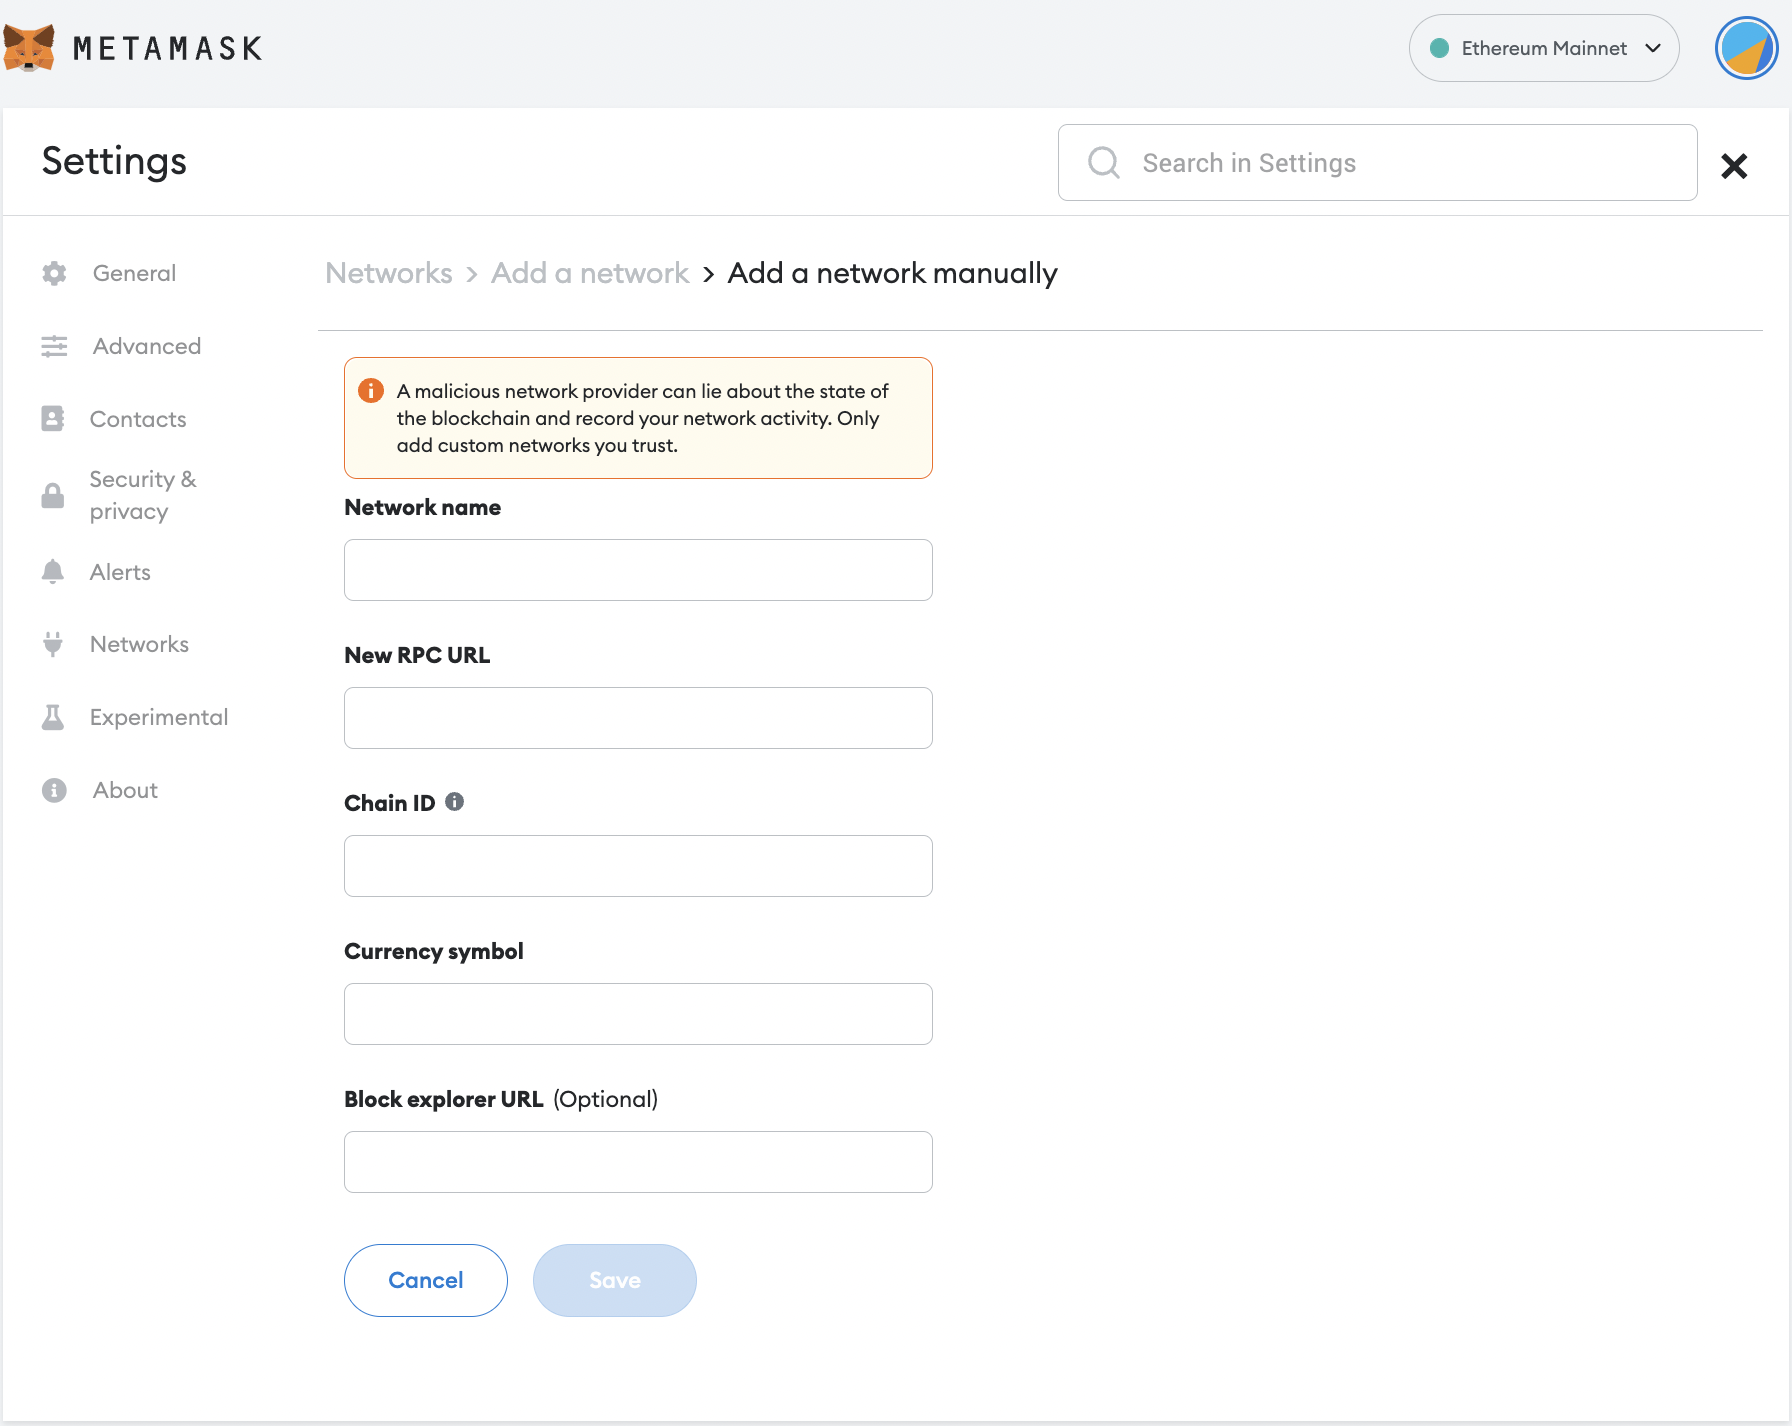 METAMASK
Ethereum Mainnet
Settings
Search in Settings
General
Advanced
Contacts
Security &
privacy
Alerts
Networks
Experimental
About
Networks > Add a network > Add a network manually
A malicious network provider can lie about the state of
the blockchain and record your network activity. Only
add custom networks you trust.
Network name
New RPC URL
Chain ID
Currency symbol
Block explorer URL (Optional)
Cancel
Save